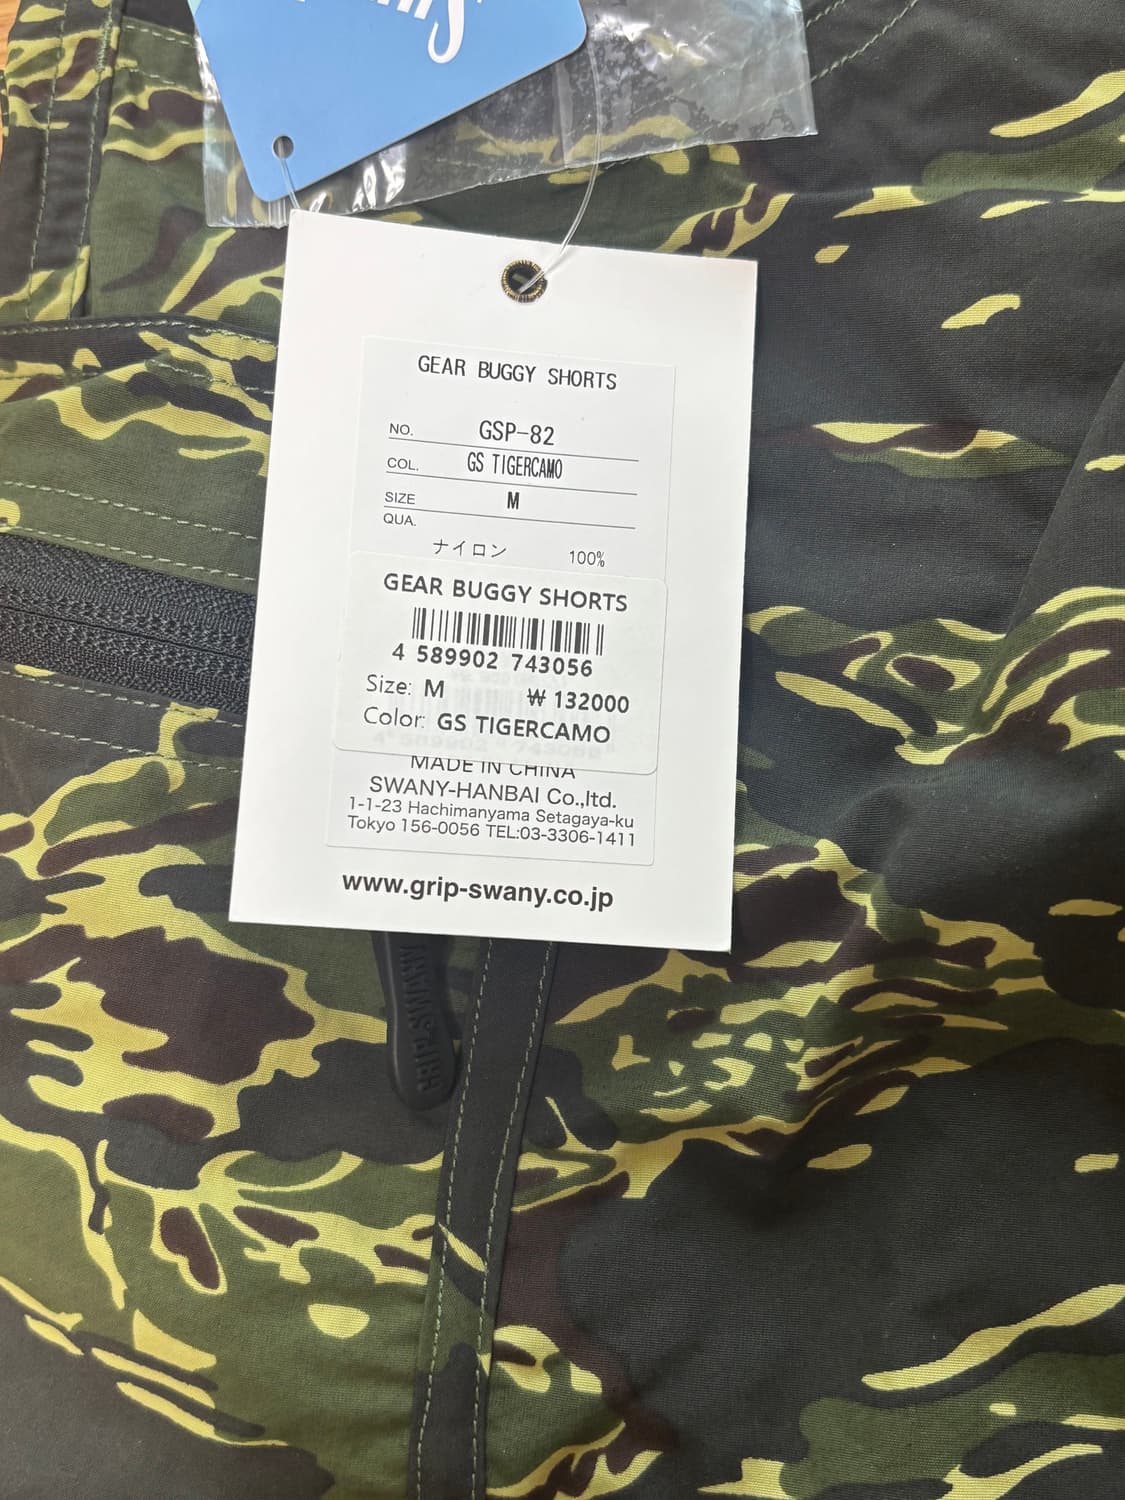 GEAR BUGGY SHORTS
NO. GSP-82
COL. GS TIGERCAMO
SIZE M
QUA.
ナイロン 100%
GEAR BUGGY SHORTS
4 589902 743056
Size: M ₩ 132000
Color: GS TIGERCAMO
MADE IN CHINA
SWANY-HANBAI Co.,ltd.
1-1-23 Hachimanyama Setagaya-ku
Tokyo 156-0056 TEL:03-3306-1411
www.grip-swany.co.jp
GRIP SWANY